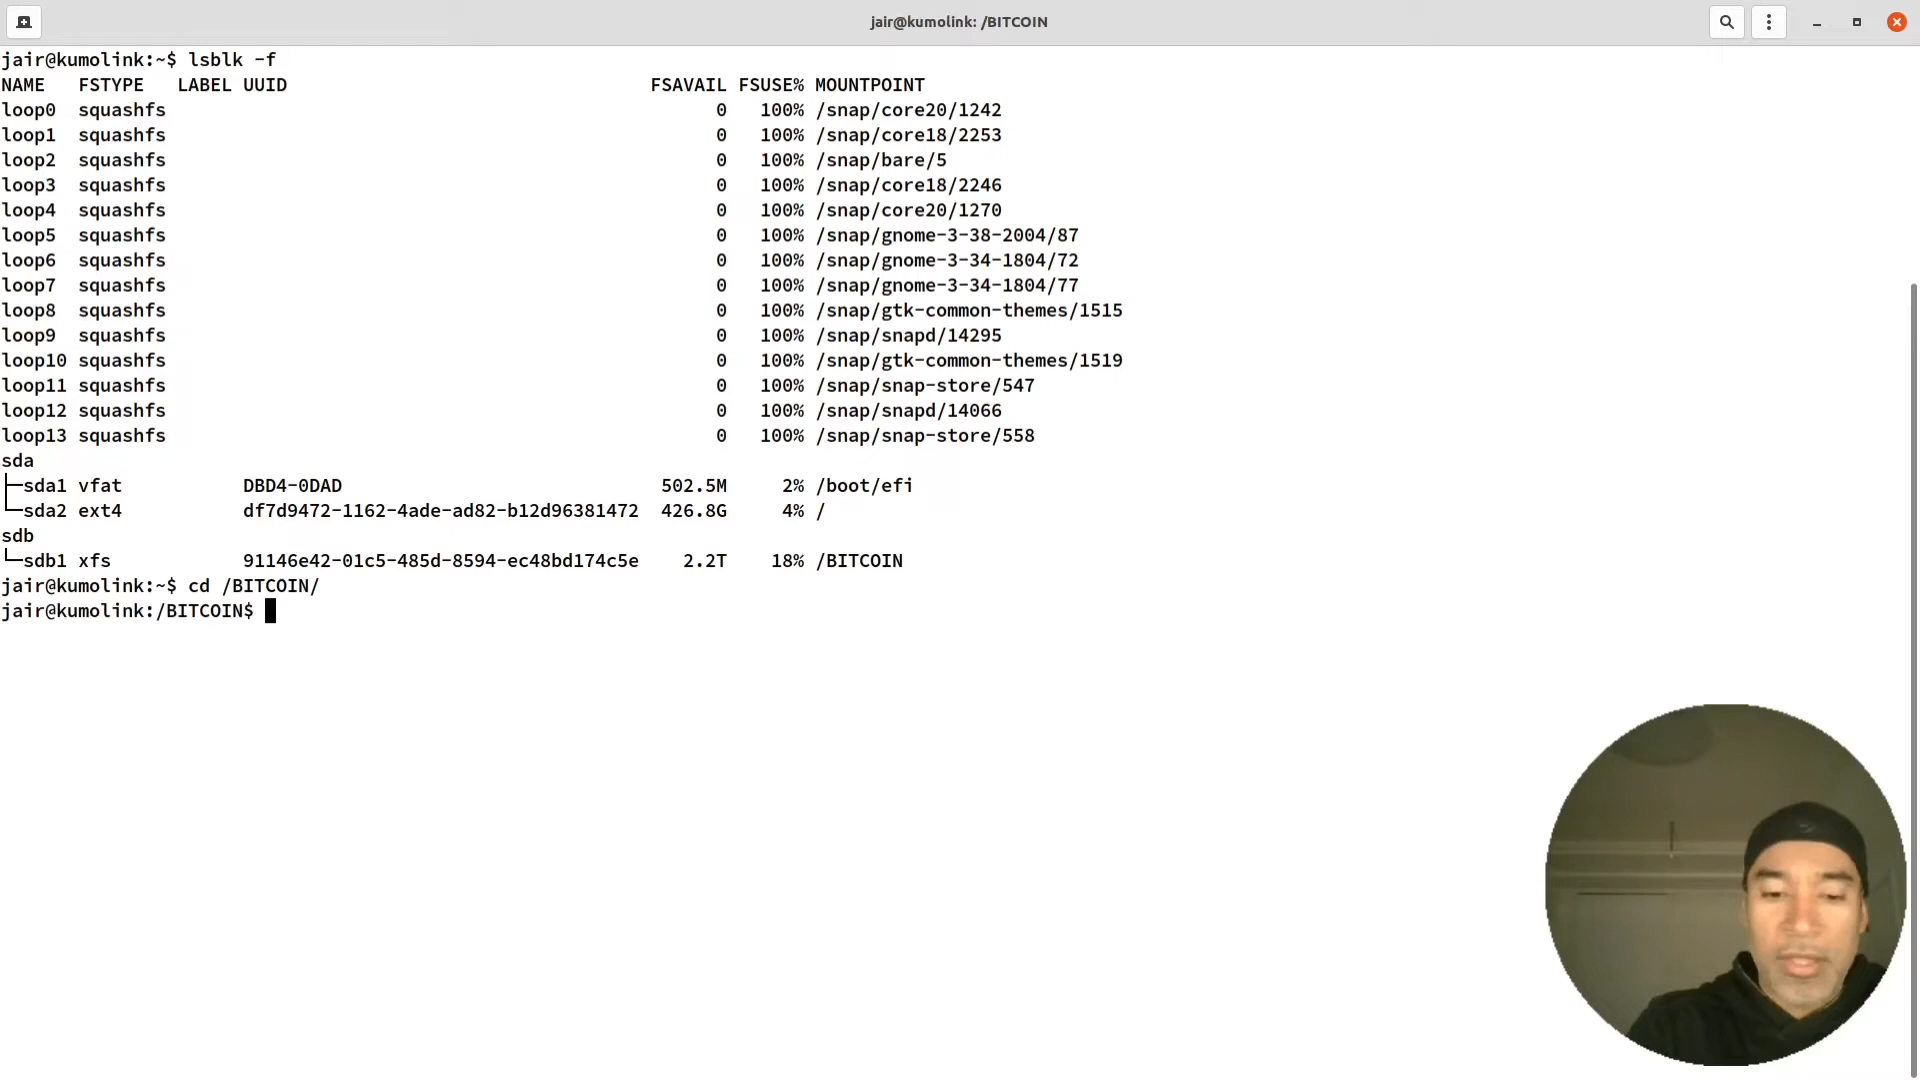 jair@kumolink: /BITCOIN
jair@kumolink:~$ lsblk -f
NAME   FSTYPE   LABEL UUID                                 FSAVAIL FSUSE% MOUNTPOINT
loop0  squashfs                                                  0   100% /snap/core20/1242
loop1  squashfs                                                  0   100% /snap/core18/2253
loop2  squashfs                                                  0   100% /snap/bare/5
loop3  squashfs                                                  0   100% /snap/core18/2246
loop4  squashfs                                                  0   100% /snap/core20/1270
loop5  squashfs                                                  0   100% /snap/gnome-3-38-2004/87
loop6  squashfs                                                  0   100% /snap/gnome-3-34-1804/72
loop7  squashfs                                                  0   100% /snap/gnome-3-34-1804/77
loop8  squashfs                                                  0   100% /snap/gtk-common-themes/1515
loop9  squashfs                                                  0   100% /snap/snapd/14295
loop10 squashfs                                                  0   100% /snap/gtk-common-themes/1519
loop11 squashfs                                                  0   100% /snap/snap-store/547
loop12 squashfs                                                  0   100% /snap/snapd/14066
loop13 squashfs                                                  0   100% /snap/snap-store/558
sda
├─sda1 vfat           DBD4-0DAD                             502.5M     2% /boot/efi
└─sda2 ext4           df7d9472-1162-4ade-ad82-b12d96381472  426.8G     4% /
sdb
└─sdb1 xfs            91146e42-01c5-485d-8594-ec48bd174c5e    2.2T    18% /BITCOIN
jair@kumolink:~$ cd /BITCOIN/
jair@kumolink:/BITCOIN$